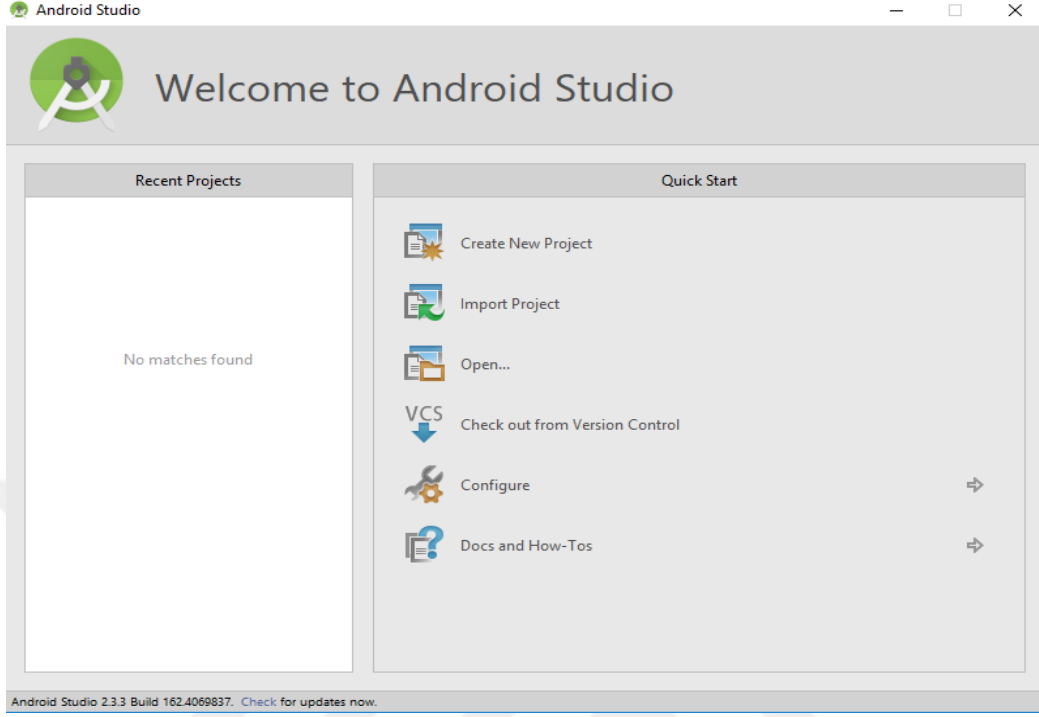 Android Studio
Welcome to Android Studio
Recent Projects
No matches found
Quick Start
Create New Project
Import Project
Open...
VCS
Check out from Version Control
Configure
Docs and How-Tos
Android Studio 2.3.3 Build 162.4069837. Check for updates now.